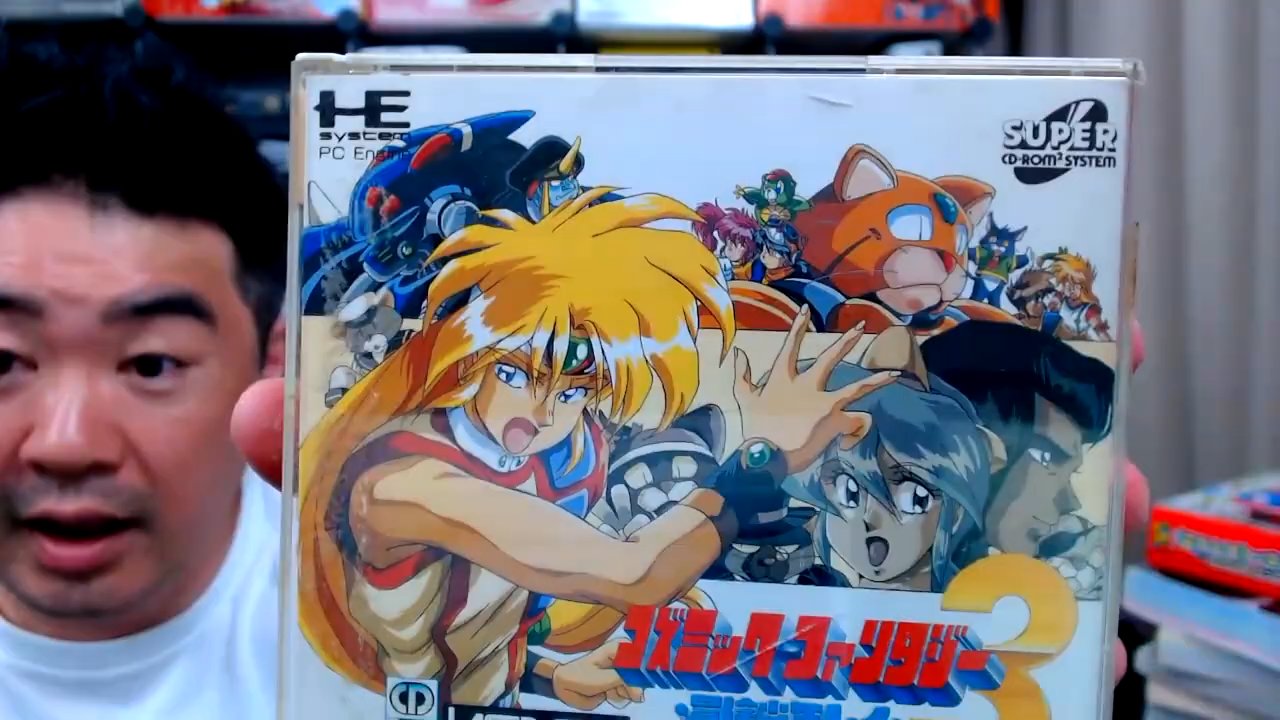 HE
system
PC Engine
SUPER
CD-ROM² SYSTEM
コズミック・ファンタジー
3
CD